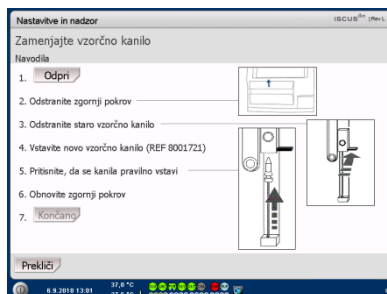 Nastavitve in nadzor
ISCUS
Zamenjajte vzorčno kanilo
Navodila
1. Odpri
2. Odstranite zgornji pokrov
3. Odstranite staro vzorčno kanilo
4. Vstavite novo vzorčno kanilo (REF 8001721)
5. Pritisnite, da se kanila pravilno vstavi
6. Obnovite zgornji pokrov
7. Končano
Prekliči
6.9.2018 13:01
37,0 °C